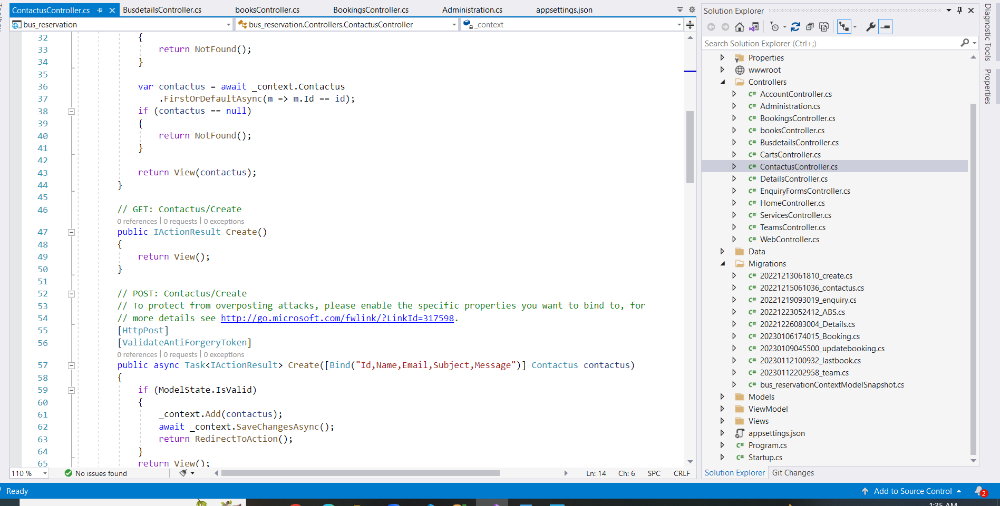 ContactusController.cs
BusdetailsController.cs
booksController.cs
BookingsController.cs
Administration.cs
appsettings.json
bus_reservation
bus_reservation.Controllers.ContactusController
_context
32 {
33 return NotFound();
34 }
35
36 var contactus = await _context.Contactus
37 .FirstOrDefaultAsync(m => m.Id == id);
38 if (contactus == null)
39 {
40 return NotFound();
41 }
42
43 return View(contactus);
44 }
45
46 // GET: Contactus/Create
0 references | 0 requests | 0 exceptions
47 public IActionResult Create()
48 {
49 return View();
50 }
51
52 // POST: Contactus/Create
53 // To protect from overposting attacks, please enable the specific properties you want to bind to, for
54 // more details see http://go.microsoft.com/fwlink/?LinkId=317598.
55 [HttpPost]
56 [ValidateAntiForgeryToken]
0 references | 0 requests | 0 exceptions
57 public async Task<IActionResult> Create([Bind("Id,Name,Email,Subject,Message")] Contactus contactus)
58 {
59 if (ModelState.IsValid)
60 {
61 _context.Add(contactus);
62 await _context.SaveChangesAsync();
63 return RedirectToAction();
64 }
65 return View();
110 %
No issues found
Ln: 14 Ch: 6 SPC CRLF
Solution Explorer
Search Solution Explorer (Ctrl+;)
Properties
wwwroot
Controllers
C# AccountController.cs
C# Administration.cs
C# BookingsController.cs
C# booksController.cs
C# BusdetailsController.cs
C# CartsController.cs
C# ContactusController.cs
C# DetailsController.cs
C# EnquiryFormsController.cs
C# HomeController.cs
C# ServicesController.cs
C# TeamsController.cs
C# WebController.cs
Data
Migrations
C# 20221213061810_create.cs
C# 20221215061036_contactus.cs
C# 20221219093019_enquiry.cs
C# 20221223052412_ABS.cs
C# 20221226083004_Details.cs
C# 20230106174015_Booking.cs
C# 20230109045500_updatebooking.cs
C# 20230112100932_lastbook.cs
C# 20230112202958_team.cs
C# bus_reservationContextModelSnapshot.cs
Models
ViewModel
Views
appsettings.json
C# Program.cs
C# Startup.cs
Solution Explorer Git Changes
Diagnostic Tools
Properties
Ready
Add to Source Control
2
1:35 AM